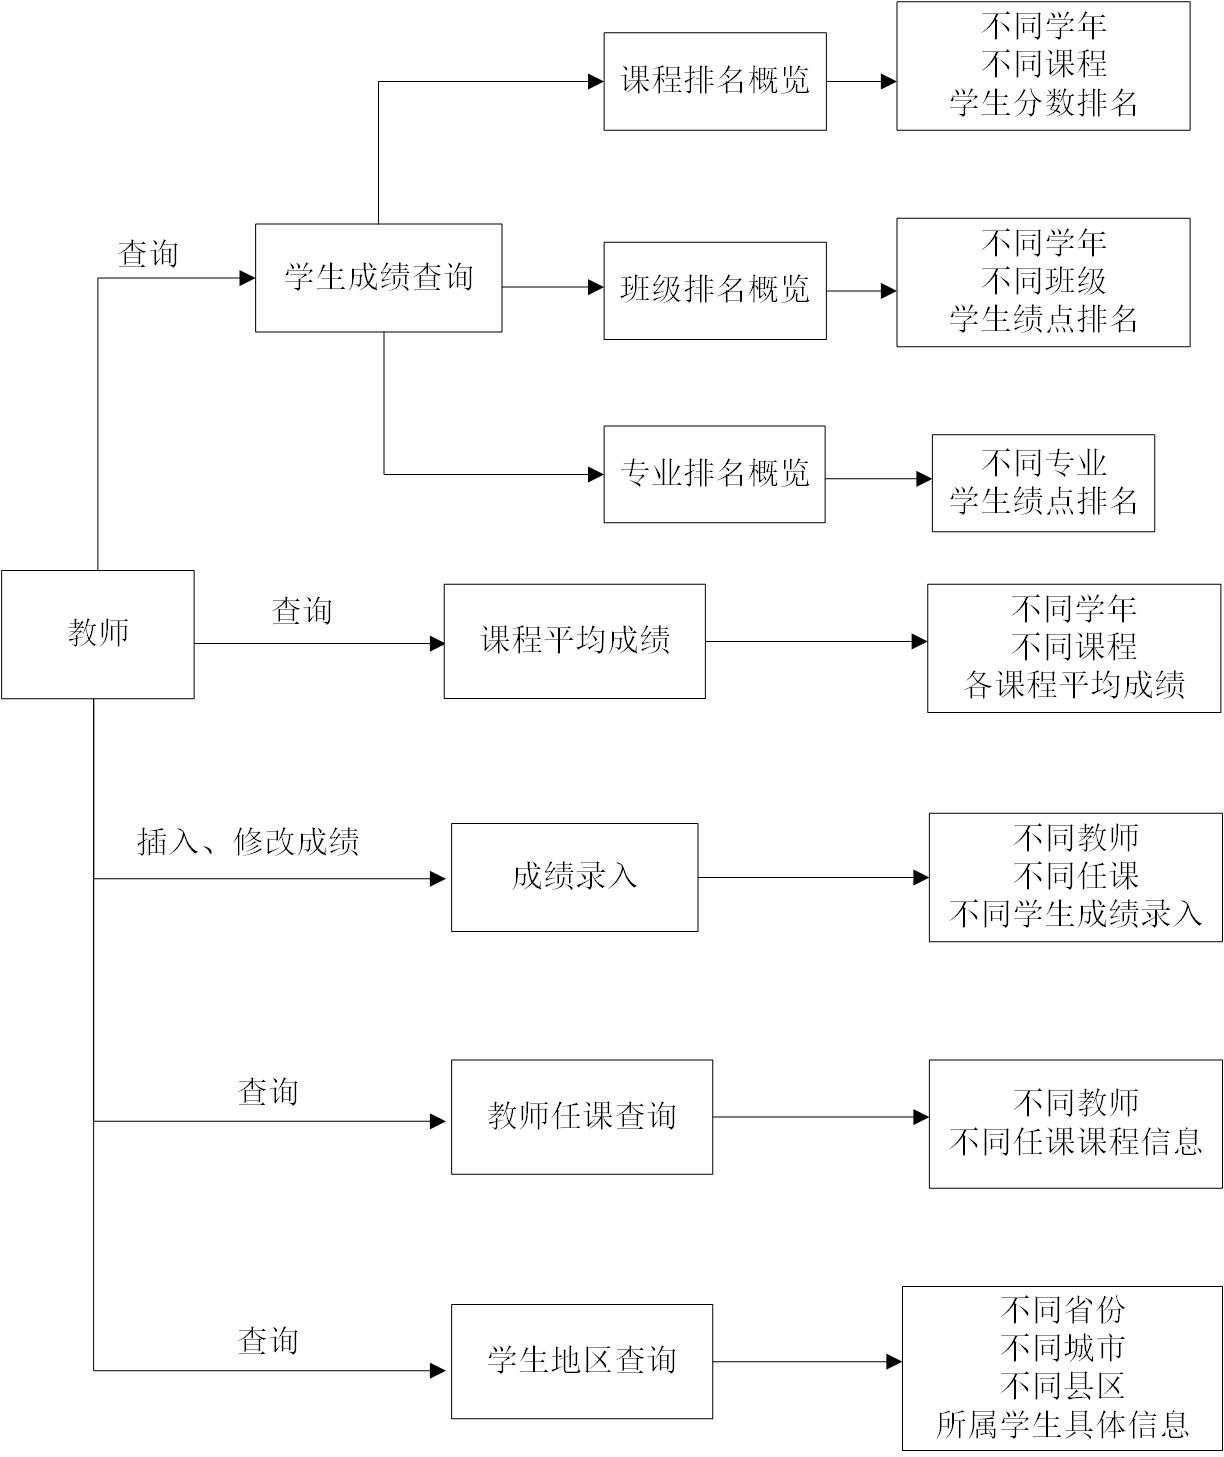 课程排名概览
不同学年
不同课程
学生分数排名
查询
学生成绩查询
班级排名概览
不同学年
不同班级
学生绩点排名
专业排名概览
不同专业
学生绩点排名
教师
查询
课程平均成绩
不同学年
不同课程
各课程平均成绩
插入、修改成绩
成绩录入
不同教师
不同任课
不同学生成绩录入
查询
教师任课查询
不同教师
不同任课课程信息
查询
学生地区查询
不同省份
不同城市
不同县区
所属学生具体信息